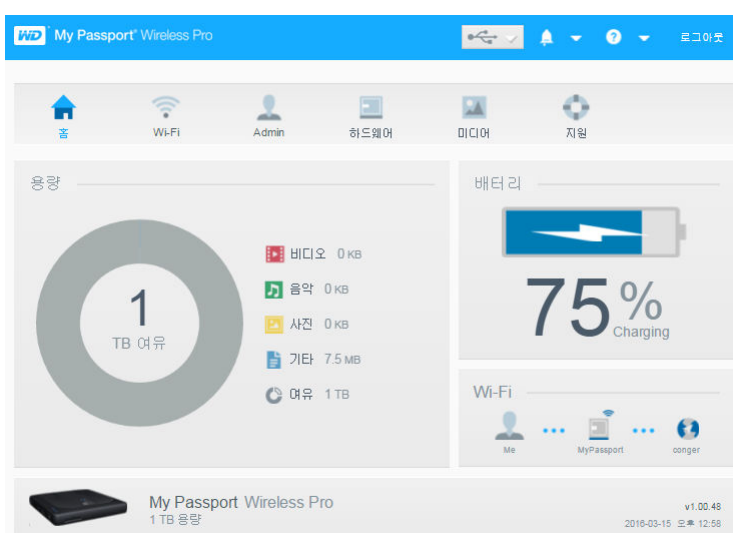 WD My Passport® Wireless Pro
로그아웃
홈 Wi-Fi Admin 하드웨어 미디어 지원
용량
1
TB 여유
비디오 0 KB
음악 0 KB
사진 0 KB
기타 7.5 MB
여유 1 TB
배터리
75%
Charging
Wi-Fi
Me MyPassport conger
My Passport Wireless Pro
1 TB 용량
v1.00.48
2016-03-15 오후 12:58